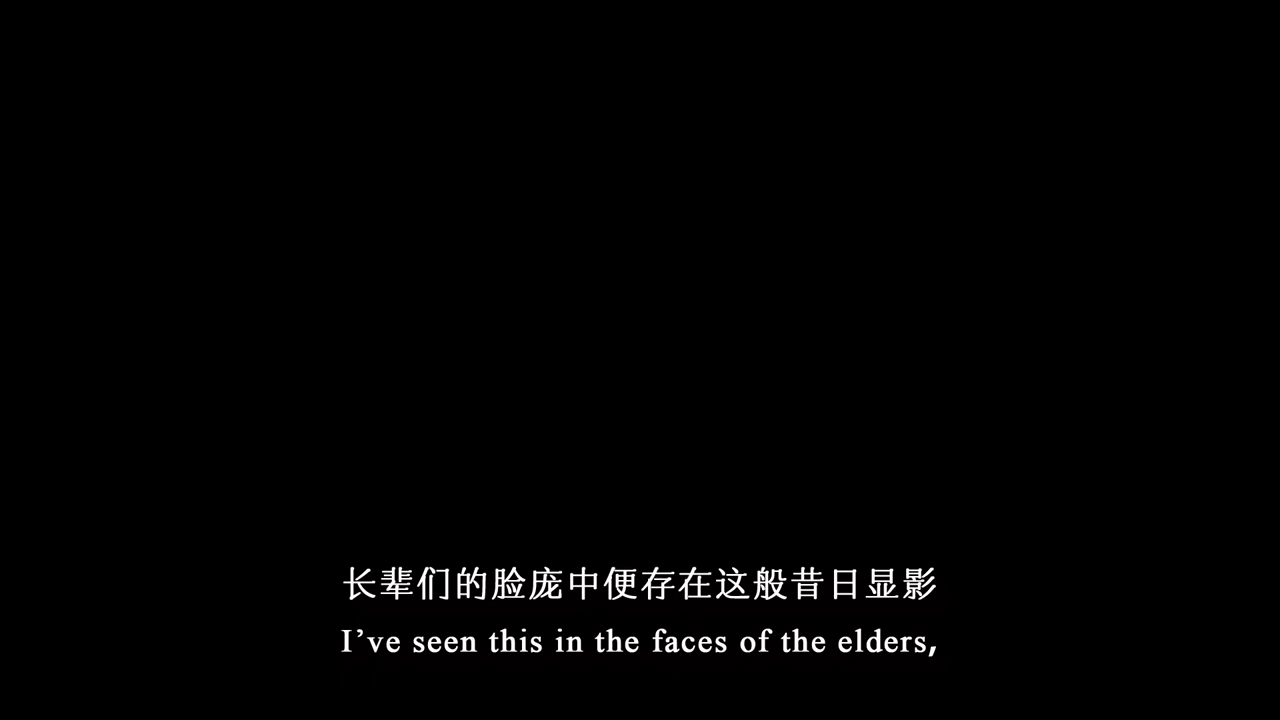 长辈们的脸庞中便存在这般昔日显影
I’ve seen this in the faces of the elders,